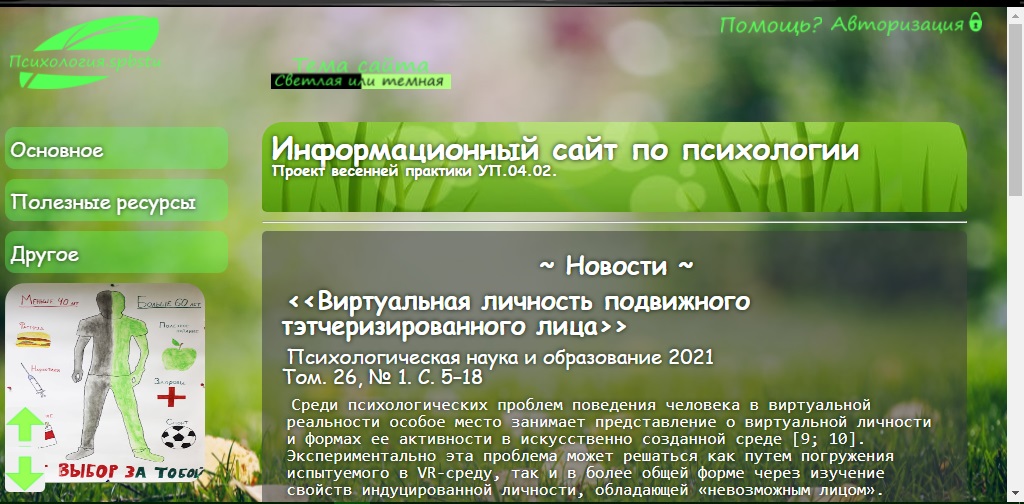 Помощь? Авторизация
Психология.spbstu
Тема сайта
Светлая или темная
Основное
Полезные ресурсы
Другое
Информационный сайт по психологии
Проект весенней практики УП.04.02.
~ Новости ~
<<Виртуальная личность подвижного
тэтчеризированного лица>>
Психологическая наука и образование 2021
Том. 26, № 1. С. 5–18
Среди психологических проблем поведения человека в виртуальной
реальности особое место занимает представление о виртуальной личности
и формах ее активности в искусственно созданной среде [9; 10].
Экспериментально эта проблема может решаться как путем погружения
испытуемого в VR-среду, так и в более общей форме через изучение
свойств индуцированной личности, обладающей «невозможным лицом».
Меньше 40 лет
Больше 60 лет
Наркотики
Здоровье
Спорт
ВЫБОР ЗА ТОБОЙ